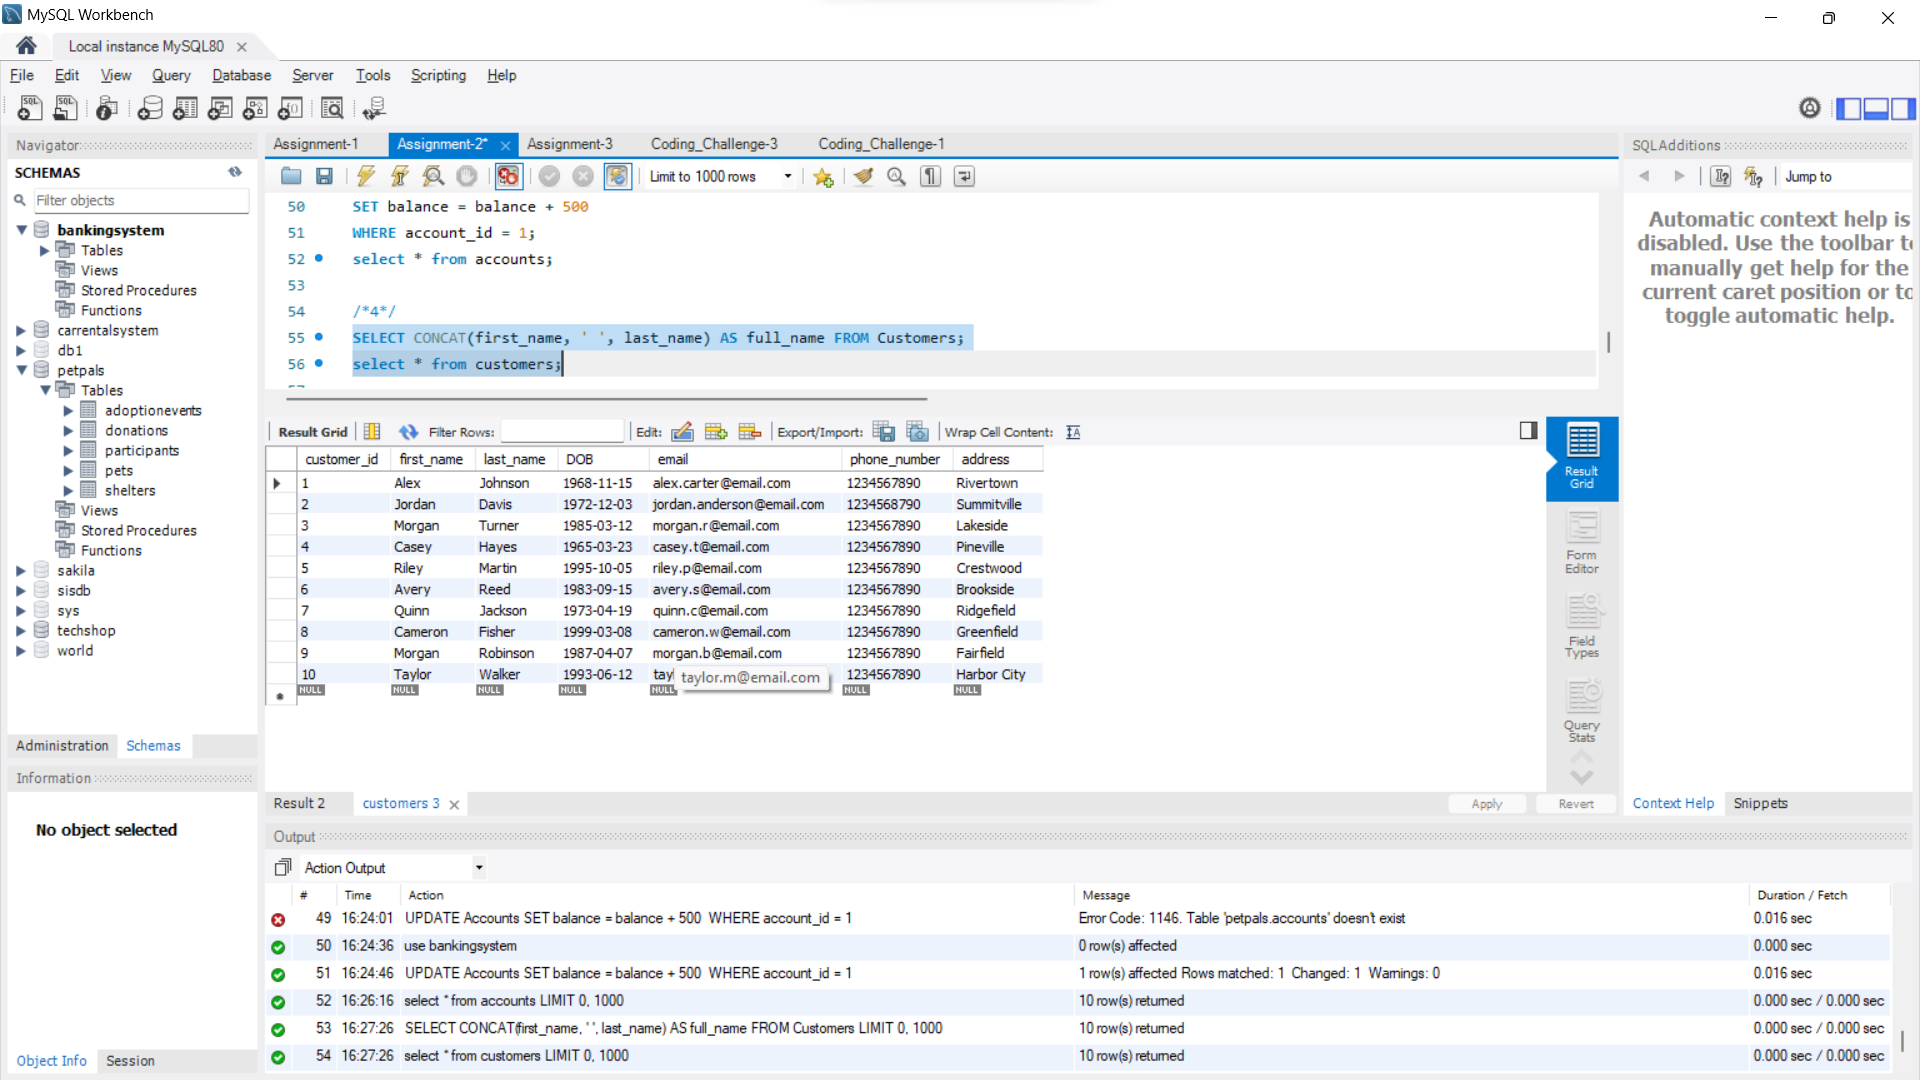 MySQL Workbench
Local instance MySQL80
File Edit View Query Database Server Tools Scripting Help
Navigator
SCHEMAS
Filter objects
bankingsystem
Tables
Views
Stored Procedures
Functions
carrentalsystem
db1
petpals
Tables
adoptionevents
donations
participants
pets
shelters
Views
Stored Procedures
Functions
sakila
sisdb
sys
techshop
world
Administration Schemas
Information
No object selected
Object Info Session
Assignment-1 Assignment-2* Assignment-3 Coding_Challenge-3 Coding_Challenge-1
Limit to 1000 rows
50 SET balance = balance + 500
51 WHERE account_id = 1;
52 select * from accounts;
53
54 /*4*/
55 SELECT CONCAT(first_name, ' ', last_name) AS full_name FROM Customers;
56 select * from customers;
Result Grid Filter Rows: Edit: Export/Import: Wrap Cell Content:
customer_id first_name last_name DOB email phone_number address
1 Alex Johnson 1968-11-15 alex.carter@email.com 1234567890 Rivertown
2 Jordan Davis 1972-12-03 jordan.anderson@email.com 1234568790 Summitville
3 Morgan Turner 1985-03-12 morgan.r@email.com 1234567890 Lakeside
4 Casey Hayes 1965-03-23 casey.t@email.com 1234567890 Pineville
5 Riley Martin 1995-10-05 riley.p@email.com 1234567890 Crestwood
6 Avery Reed 1983-09-15 avery.s@email.com 1234567890 Brookside
7 Quinn Jackson 1973-04-19 quinn.c@email.com 1234567890 Ridgefield
8 Cameron Fisher 1999-03-08 cameron.w@email.com 1234567890 Greenfield
9 Morgan Robinson 1987-04-07 morgan.b@email.com 1234567890 Fairfield
10 Taylor Walker 1993-06-12 tayl 1234567890 Harbor City
taylor.m@email.com
NULL NULL NULL NULL NULL NULL NULL
Result Grid
Form Editor
Field Types
Query Stats
Result 2 customers 3 Apply Revert
SQLAdditions
Jump to
Automatic context help is
disabled. Use the toolbar to
manually get help for the
current caret position or to
toggle automatic help.
Context Help Snippets
Output
Action Output
# Time Action Message Duration / Fetch
49 16:24:01 UPDATE Accounts SET balance = balance + 500 WHERE account_id = 1 Error Code: 1146. Table 'petpals.accounts' doesn't exist 0.016 sec
50 16:24:36 use bankingsystem 0 row(s) affected 0.000 sec
51 16:24:46 UPDATE Accounts SET balance = balance + 500 WHERE account_id = 1 1 row(s) affected Rows matched: 1 Changed: 1 Warnings: 0 0.016 sec
52 16:26:16 select * from accounts LIMIT 0, 1000 10 row(s) returned 0.000 sec / 0.000 sec
53 16:27:26 SELECT CONCAT(first_name, ' ', last_name) AS full_name FROM Customers LIMIT 0, 1000 10 row(s) returned 0.000 sec / 0.000 sec
54 16:27:26 select * from customers LIMIT 0, 1000 10 row(s) returned 0.000 sec / 0.000 sec